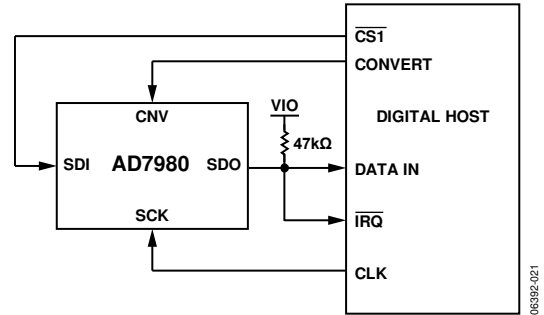 CS1
CONVERT
VIO
CNV
DIGITAL HOST
47kΩ
SDI
AD7980
SDO
DATA IN
SCK
IRQ
CLK
06392-021